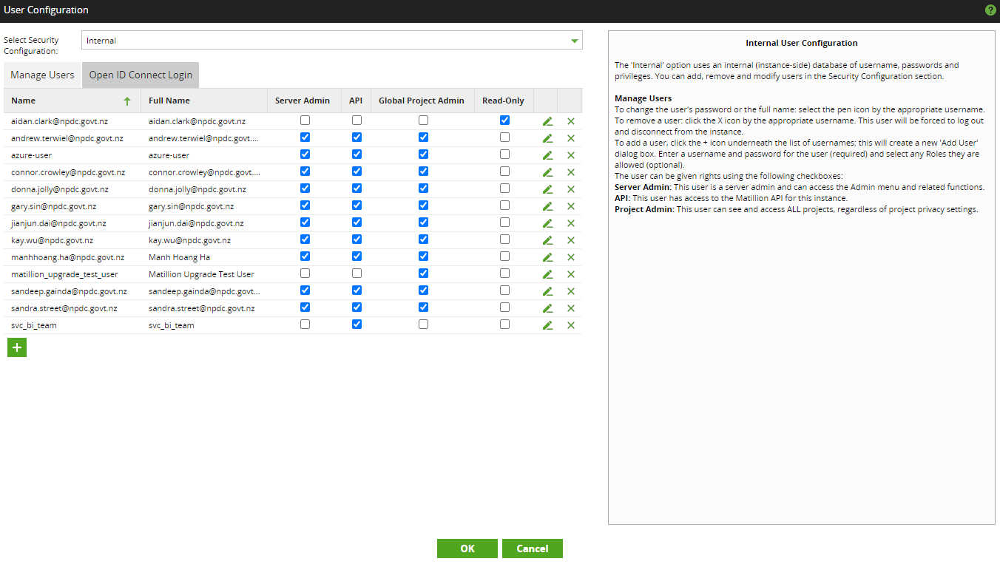 User Configuration
?
Select Security
Configuration:
Internal
Manage Users
Open ID Connect Login
Name Full Name Server Admin API Global Project Admin Read-Only
aidan.clark@npdc.govt.nz aidan.clark@npdc.govt.nz
andrew.terwiel@npdc.govt.nz andrew.terwiel@npdc.govt....
azure-user azure-user
connor.crowley@npdc.govt.nz connor.crowley@npdc.govt....
donna.jolly@npdc.govt.nz donna.jolly@npdc.govt.nz
gary.sin@npdc.govt.nz gary.sin@npdc.govt.nz
jianjun.dai@npdc.govt.nz jianjun.dai@npdc.govt.nz
kay.wu@npdc.govt.nz kay.wu@npdc.govt.nz
manhhoang.ha@npdc.govt.nz Manh Hoang Ha
matillion_upgrade_test_user Matillion Upgrade Test User
sandeep.gainda@npdc.govt.nz sandeep.gainda@npdc.govt...
sandra.street@npdc.govt.nz sandra.street@npdc.govt.nz
svc_bi_team svc_bi_team
+
Internal User Configuration
The 'Internal' option uses an internal (instance-side) database of username, passwords and
privileges. You can add, remove and modify users in the Security Configuration section.
Manage Users
To change the user's password or the full name: select the pen icon by the appropriate username.
To remove a user: click the X icon by the appropriate username. This user will be forced to log out
and disconnect from the instance.
To add a user, click the + icon underneath the list of usernames; this will create a new 'Add User'
dialog box. Enter a username and password for the user (required) and select any Roles they are
allowed (optional).
The user can be given rights using the following checkboxes:
Server Admin: This user is a server admin and can access the Admin menu and related functions.
API: This user has access to the Matillion API for this instance.
Project Admin: This user can see and access ALL projects, regardless of project privacy settings.
OK
Cancel